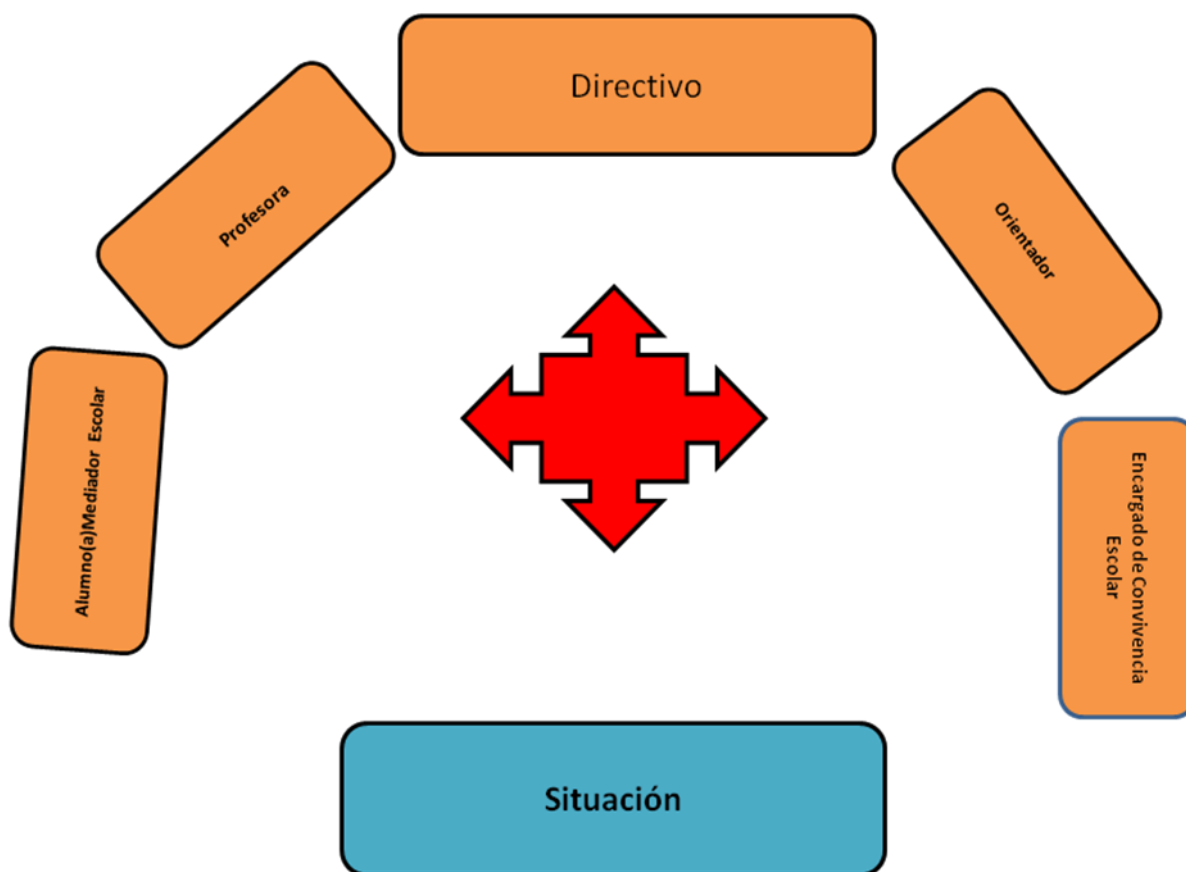 Directivo
Profesora
Orientador
Alumno(a)Mediador Escolar
Encargado de Convivencia
Escolar
Situación